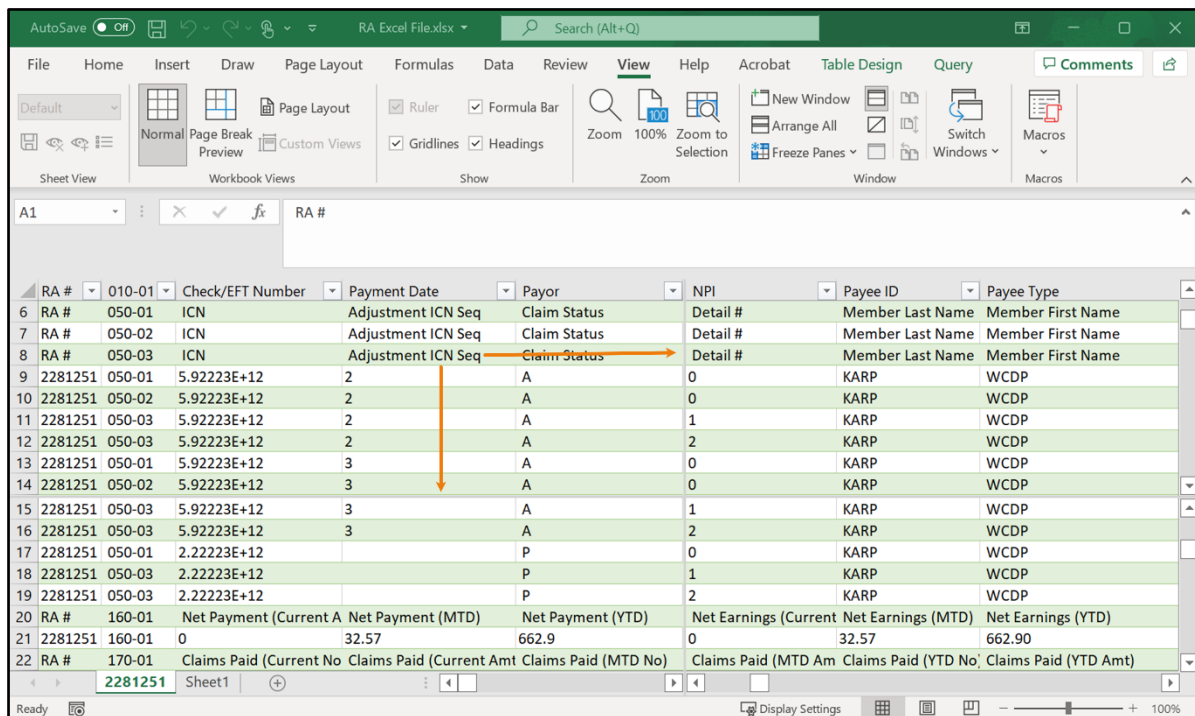 AutoSave Off RA Excel File.xlsx Search (Alt+Q)
File Home Insert Draw Page Layout Formulas Data Review View Help Acrobat Table Design Query Comments
Default
Normal
Page Break Preview
Page Layout
Custom Views
Ruler Formula Bar
Gridlines Headings
Zoom
100
100%
Zoom to Selection
New Window
Arrange All
Freeze Panes
Switch Windows
Macros
Sheet View Workbook Views Show Zoom Window Macros
A1 fx RA #
RA # 010-01 Check/EFT Number Payment Date Payor NPI Payee ID Payee Type
6 RA # 050-01 ICN Adjustment ICN Seq Claim Status Detail # Member Last Name Member First Name
7 RA # 050-02 ICN Adjustment ICN Seq Claim Status Detail # Member Last Name Member First Name
8 RA # 050-03 ICN Adjustment ICN Seq Claim Status Detail # Member Last Name Member First Name
9 2281251 050-01 5.92223E+12 2 A 0 KARP WCDP
10 2281251 050-02 5.92223E+12 2 A 0 KARP WCDP
11 2281251 050-03 5.92223E+12 2 A 1 KARP WCDP
12 2281251 050-03 5.92223E+12 2 A 2 KARP WCDP
13 2281251 050-01 5.92223E+12 3 A 0 KARP WCDP
14 2281251 050-02 5.92223E+12 3 A 0 KARP WCDP
15 2281251 050-03 5.92223E+12 3 A 1 KARP WCDP
16 2281251 050-03 5.92223E+12 3 A 2 KARP WCDP
17 2281251 050-01 2.22223E+12 P 0 KARP WCDP
18 2281251 050-03 2.22223E+12 P 1 KARP WCDP
19 2281251 050-03 2.22223E+12 P 2 KARP WCDP
20 RA # 160-01 Net Payment (Current A Net Payment (MTD) Net Payment (YTD) Net Earnings (Current Net Earnings (MTD) Net Earnings (YTD)
21 2281251 160-01 0 32.57 662.9 0 32.57 662.90
22 RA # 170-01 Claims Paid (Current No Claims Paid (Current Amt Claims Paid (MTD No) Claims Paid (MTD Am Claims Paid (YTD No) Claims Paid (YTD Amt)
2281251 Sheet1
Ready Display Settings 100%